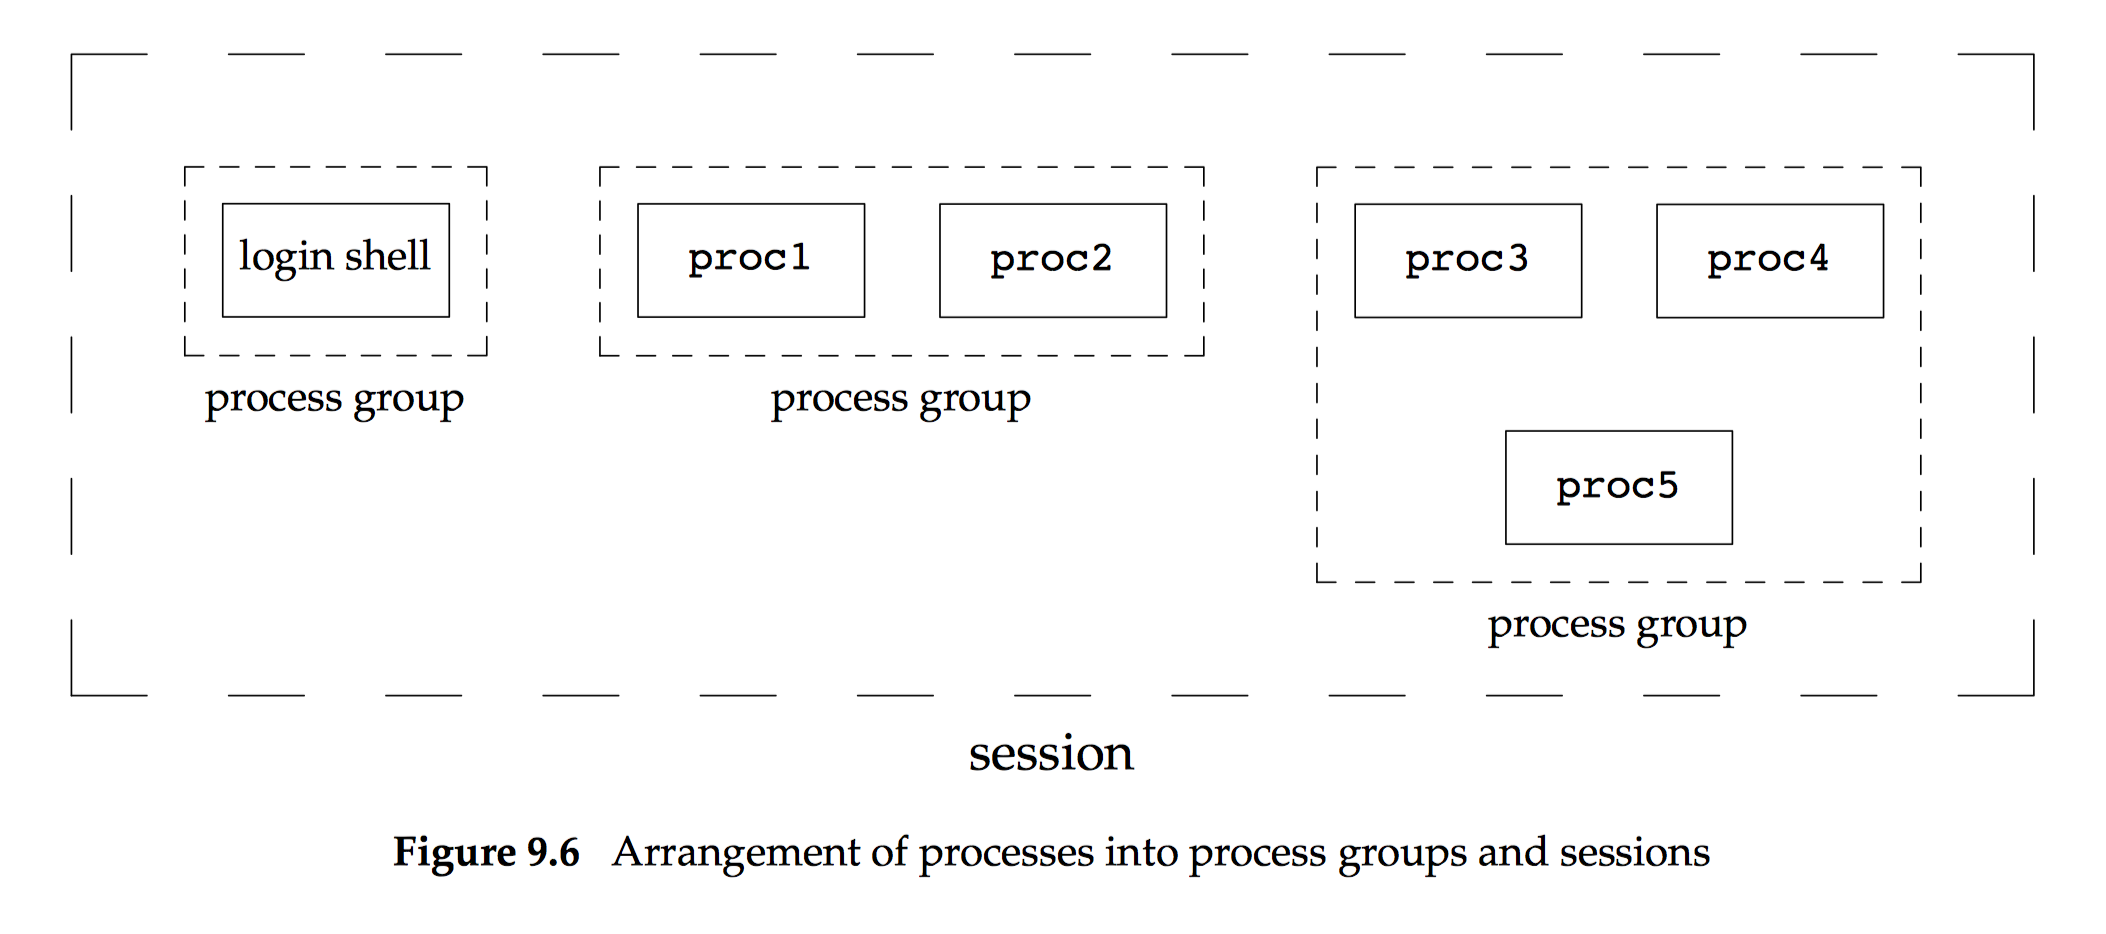 login shell
proc1
proc2
proc3
proc4
process group
process group
proc5
process group
session
Figure 9.6 Arrangement of processes into process groups and sessions